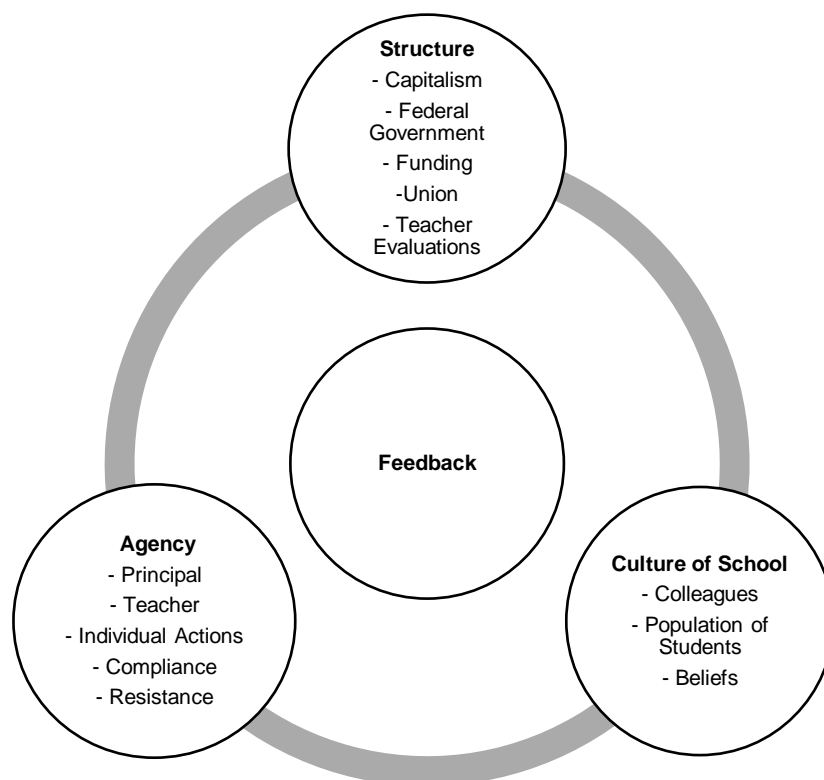 Structure
- Capitalism
- Federal
Government
- Funding
-Union
- Teacher
Evaluations
Feedback
Agency
- Principal
- Teacher
- Individual Actions
- Compliance
- Resistance
Culture of School
- Colleagues
- Population of
Students
- Beliefs